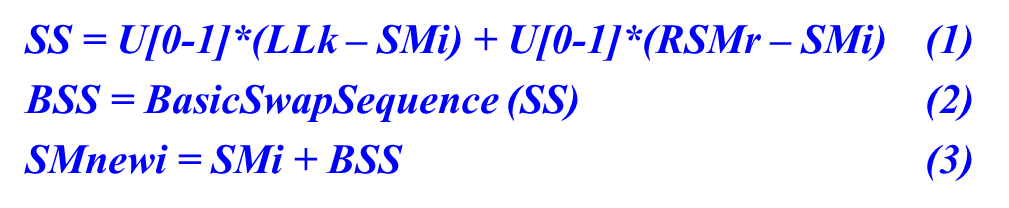 SS = U[0-1]*(LLk – SMi) + U[0-1]*(RSMr – SMi) (1)
BSS = BasicSwapSequence (SS) (2)
SMnewi = SMi + BSS (3)